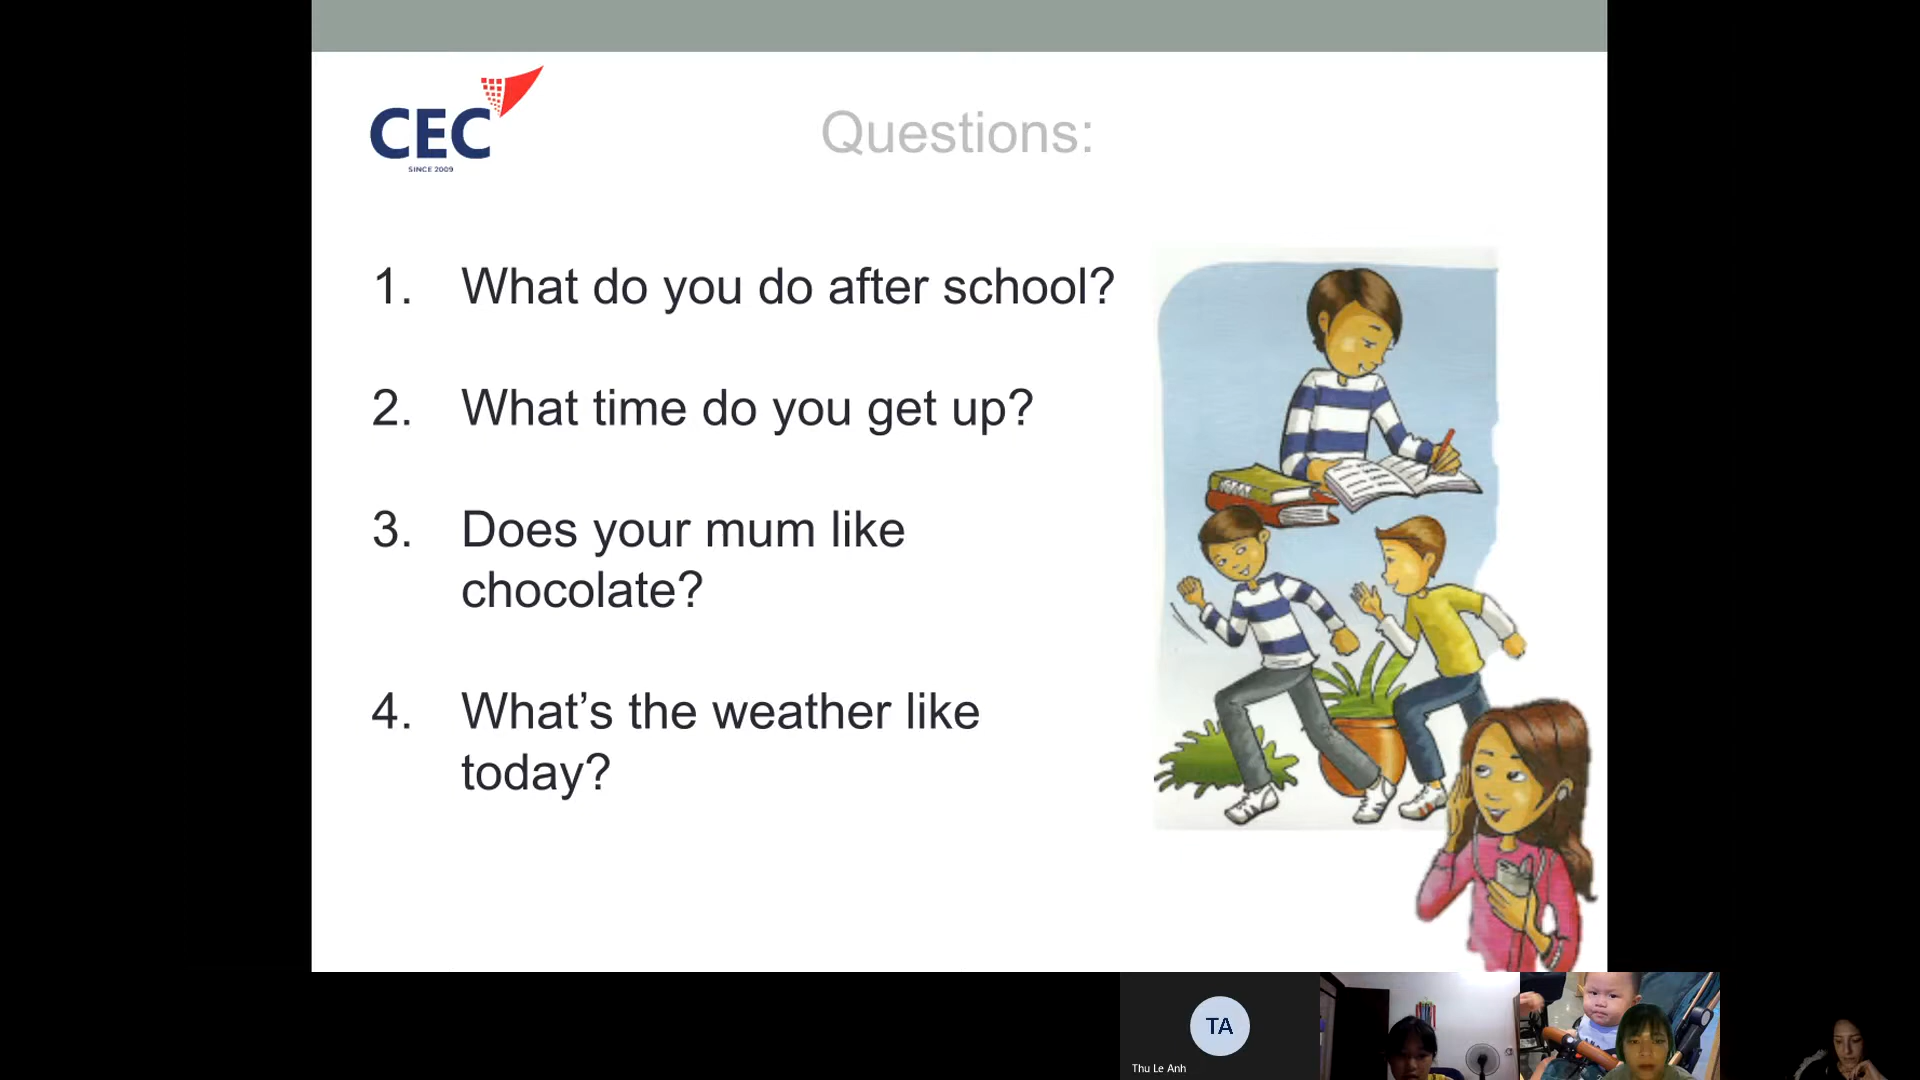 CEC
SINCE 2009
Questions:
1. What do you do after school?
2. What time do you get up?
3. Does your mum like
chocolate?
4. What’s the weather like
today?
TA
Thu Le Anh